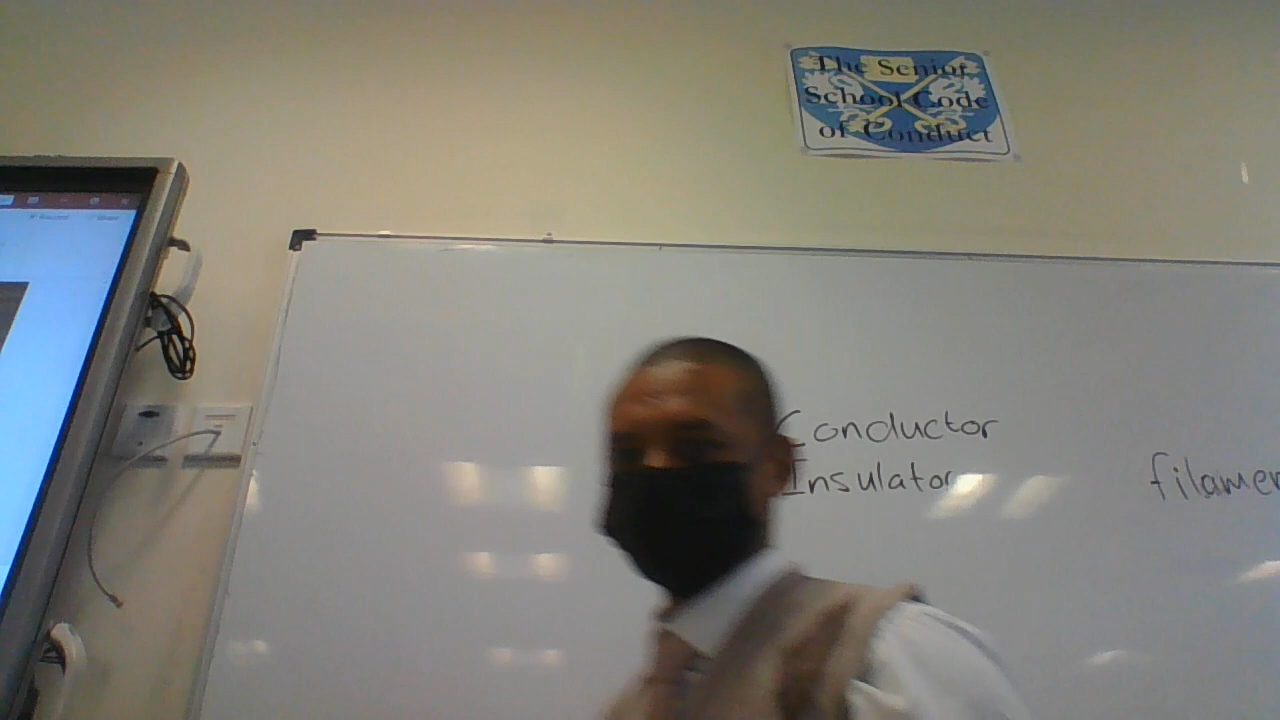 The Senior
School Code
of Conduct
Conductor
Insulator
filamen